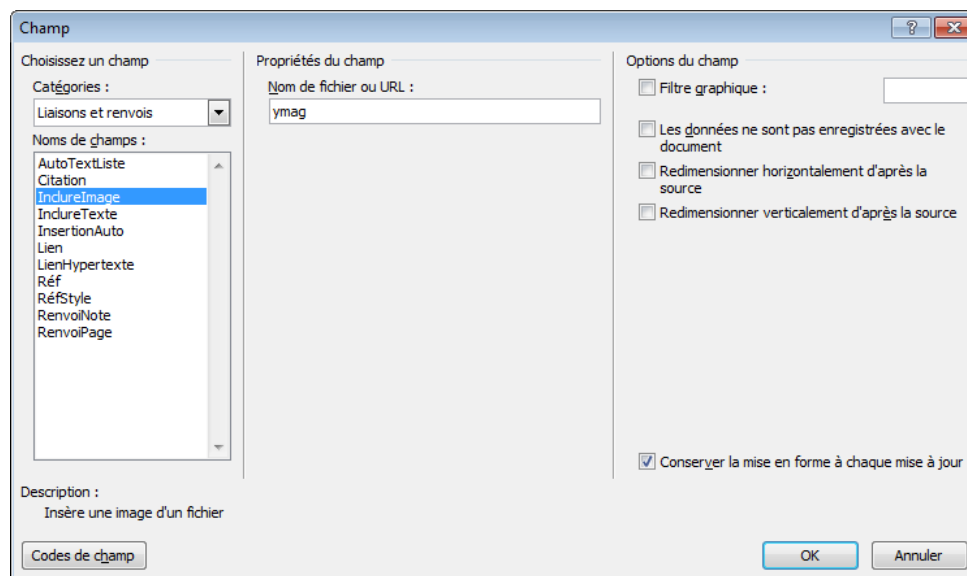 Champ
Choisissez un champ
Catégories :
Liaisons et renvois
Noms de champs :
AutoTextListe
Citation
IndureImage
IndureTexte
InsertionAuto
Lien
LienHypertexte
Réf
RéfStyle
RenvoiNote
RenvoiPage
Propriétés du champ
Nom de fichier ou URL :
ymag
Options du champ
Filtre graphique :
Les données ne sont pas enregistrées avec le
document
Redimensionner horizontalement d'après la
source
Redimensionner verticalement d'après la source
Conserver la mise en forme à chaque mise à jour
Description :
Insère une image d'un fichier
Codes de champ
OK
Annuler